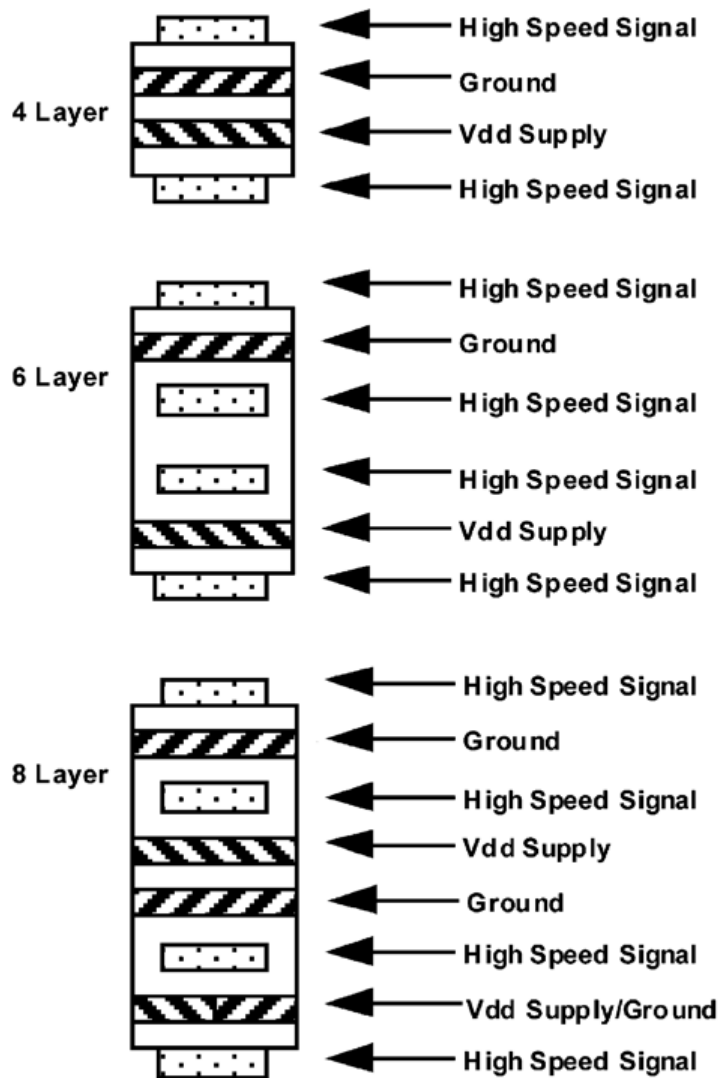 High Speed Signal
Ground
4 Layer
Vdd Supply
High Speed Signal
High Speed Signal
Ground
6 Layer
High Speed Signal
High Speed Signal
Vdd Supply
High Speed Signal
High Speed Signal
Ground
8 Layer
High Speed Signal
Vdd Supply
Ground
High Speed Signal
Vdd Supply/Ground
High Speed Signal